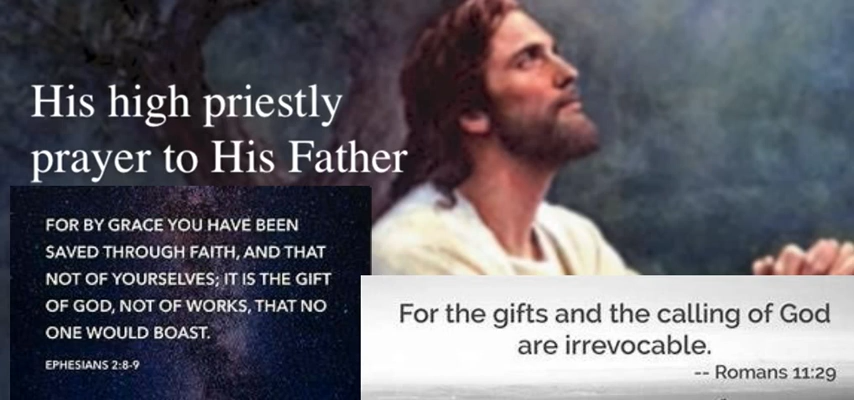 His high priestly
prayer to His Father
FOR BY GRACE YOU HAVE BEEN
SAVED THROUGH FAITH, AND THAT
NOT OF YOURSELVES; IT IS THE GIFT
OF GOD, NOT OF WORKS, THAT NO
ONE WOULD BOAST.
EPHESIANS 2:8-9
For the gifts and the calling of God
are irrevocable.
-- Romans 11:29